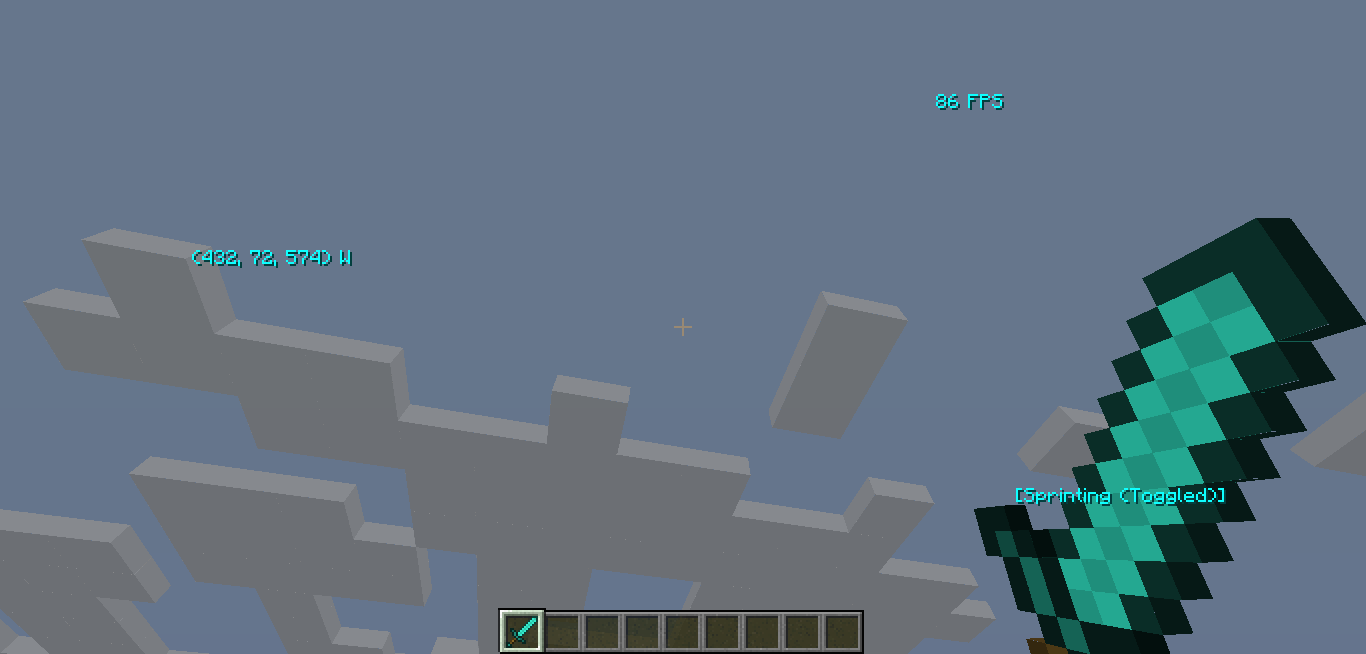 86 FPS
(432, 72, 574) W
[Sprinting (Toggled)]